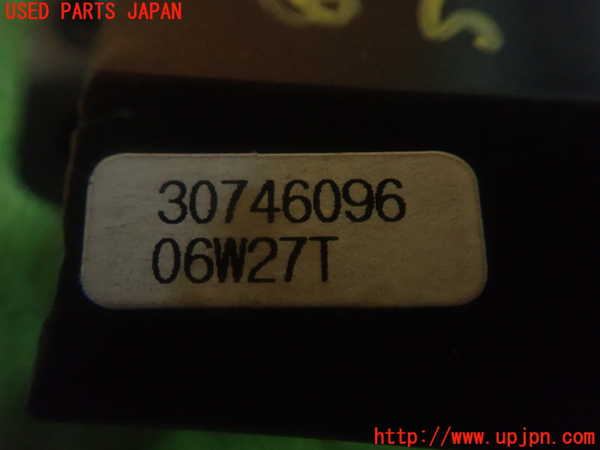 USED PARTS JAPAN
30746096
06W27T
http://www.upjpn.com/